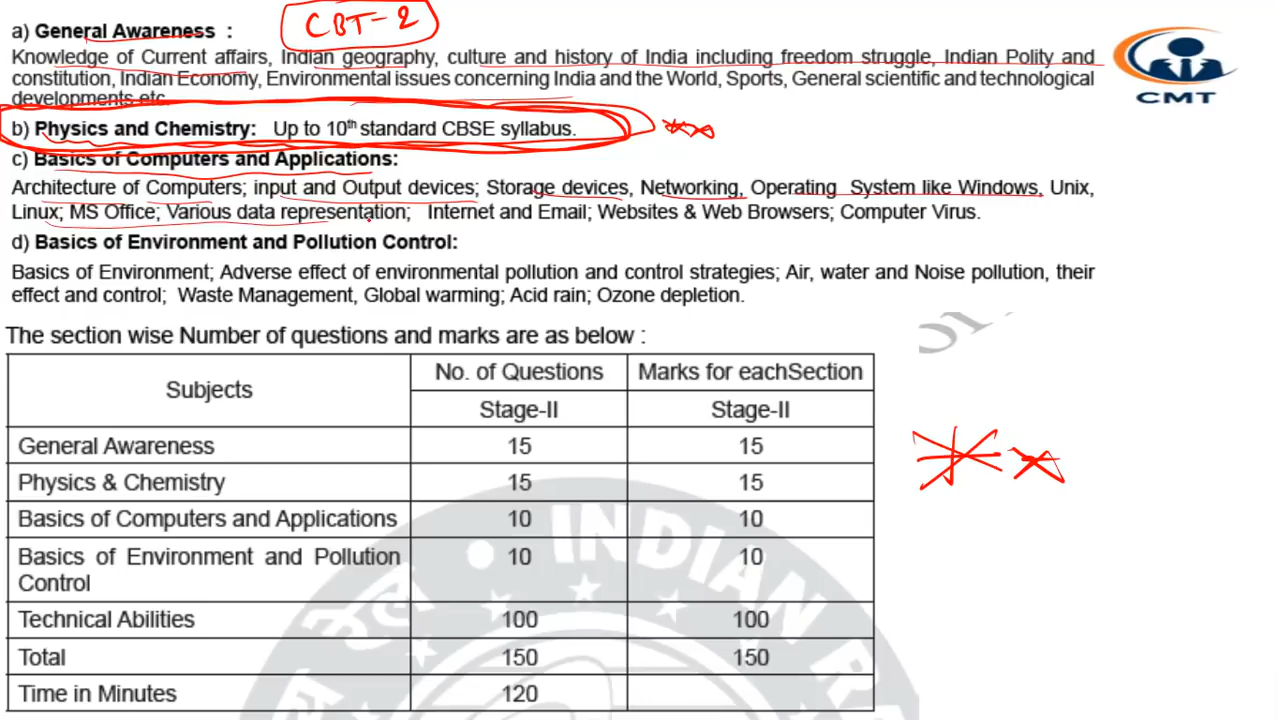 CBT-2
a) General Awareness :
Knowledge of Current affairs, Indian geography, culture and history of India including freedom struggle, Indian Polity and
constitution, Indian Economy, Environmental issues concerning India and the World, Sports, General scientific and technological
developments etc.
CMT
b) Physics and Chemistry: Up to 10th standard CBSE syllabus.
c) Basics of Computers and Applications:
Architecture of Computers; input and Output devices; Storage devices, Networking, Operating System like Windows, Unix,
Linux; MS Office; Various data representation; Internet and Email; Websites & Web Browsers; Computer Virus.
d) Basics of Environment and Pollution Control:
Basics of Environment; Adverse effect of environmental pollution and control strategies; Air, water and Noise pollution, their
effect and control; Waste Management, Global warming; Acid rain; Ozone depletion.
The section wise Number of questions and marks are as below :
Subjects
No. of Questions Marks for eachSection
Stage-II Stage-II
General Awareness 15 15
Physics & Chemistry 15 15
Basics of Computers and Applications 10 10
Basics of Environment and Pollution
Control 10 10
Technical Abilities 100 100
Total 150 150
Time in Minutes 120
INDIAN